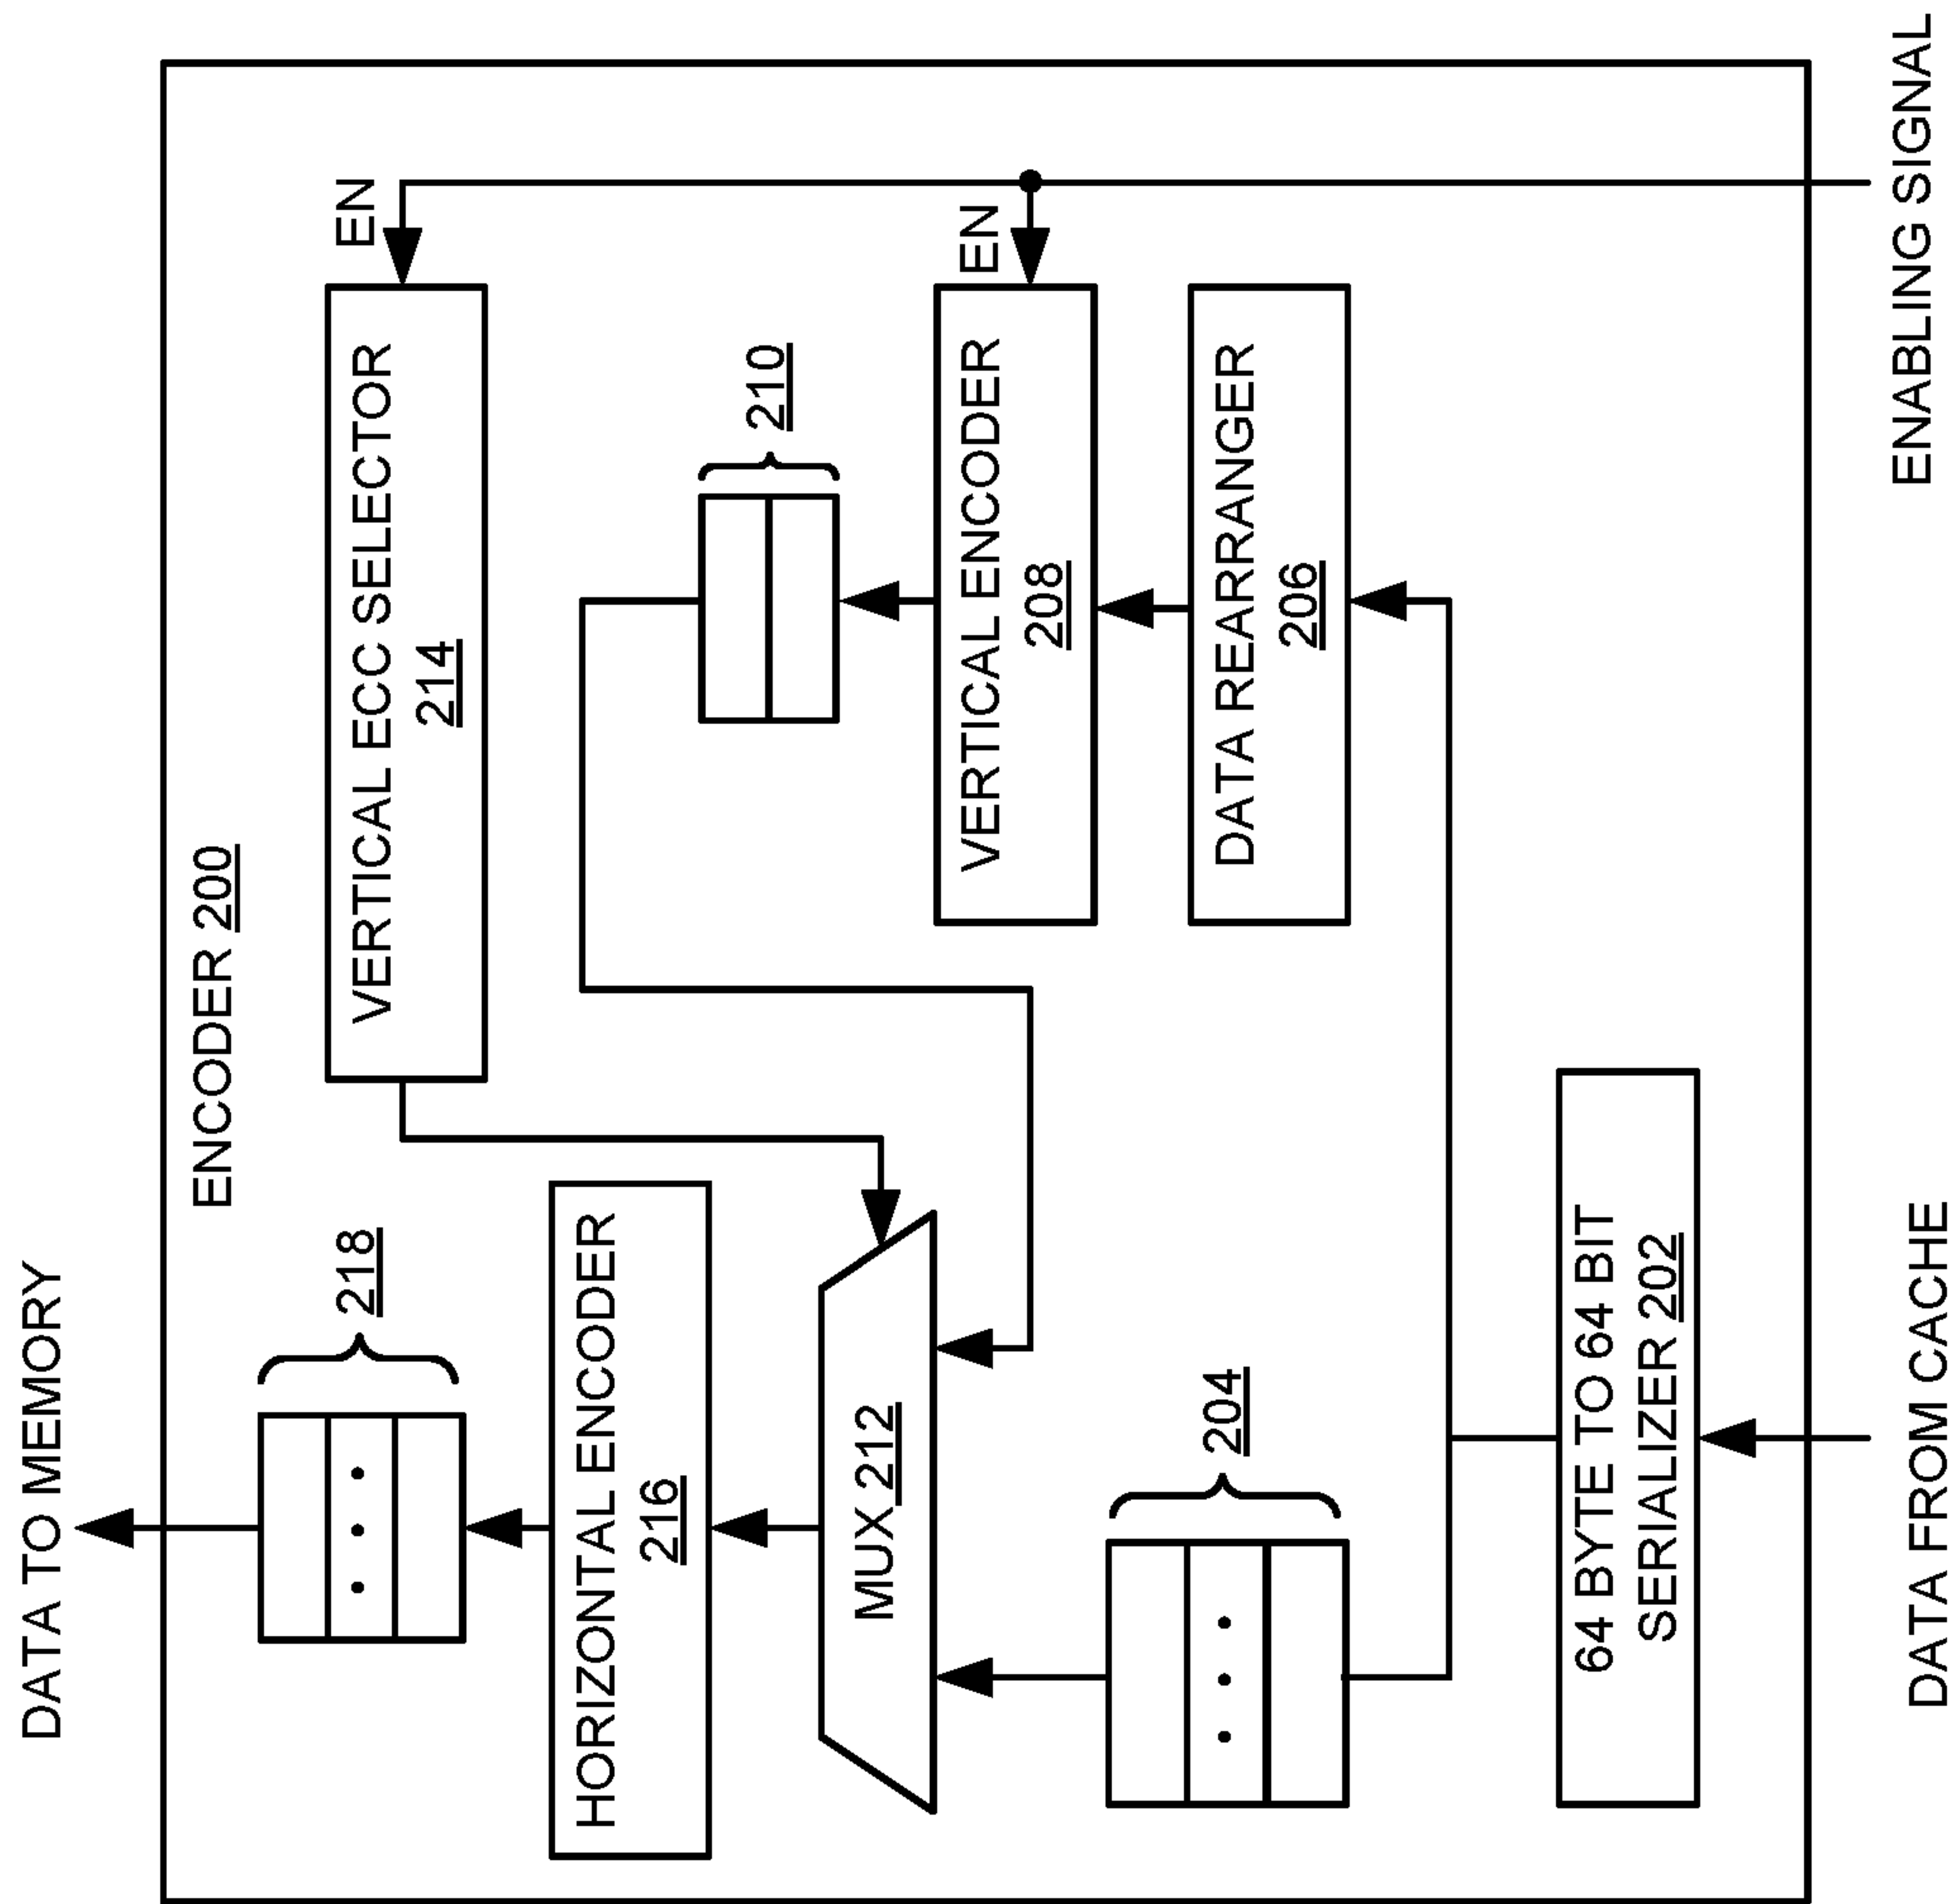 DATA TO MEMORY
ENCODER 200
218
VERTICAL ECC SELECTOR
214
EN
HORIZONTAL ENCODER
216
210
MUX 212
VERTICAL ENCODER
208
EN
204
DATA REARRANGER
206
64 BYTE TO 64 BIT
SERIALIZER 202
DATA FROM CACHE
ENABLING SIGNAL